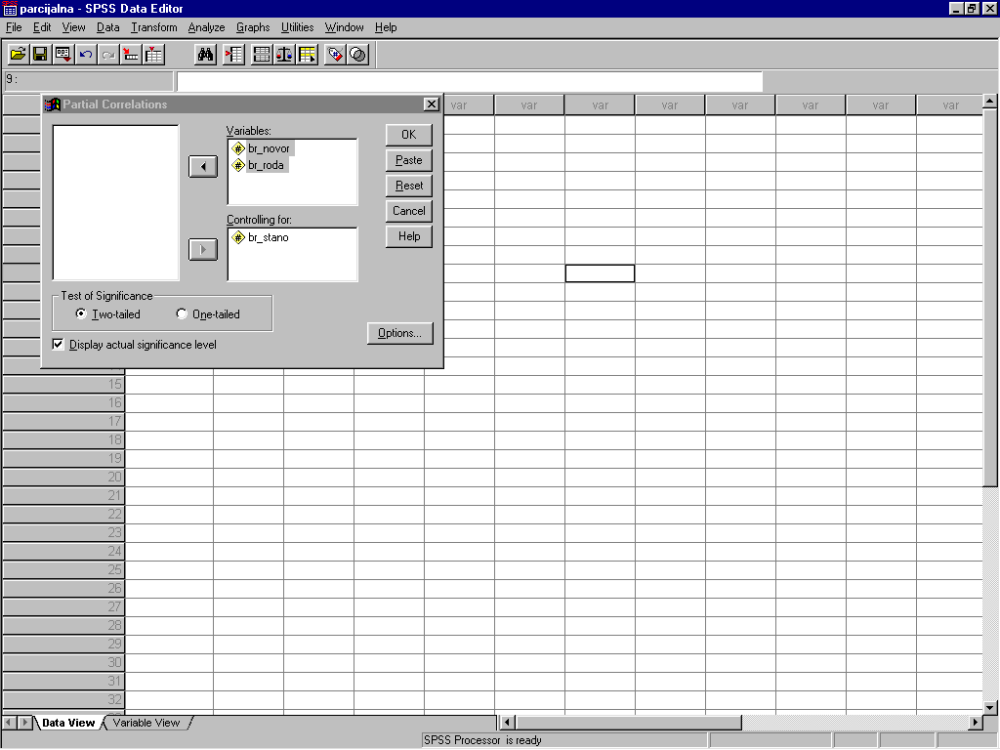 parcijalna - SPSS Data Editor
File Edit View Data Transform Analyze Graphs Utilities Window Help
9 :
Partial Correlations
var var var var var var var var
Variables:
br_novor
br_roda
Controlling for:
br_stano
OK
Paste
Reset
Cancel
Help
Test of Significance
Two-tailed One-tailed
Options...
Display actual significance level
15
16
17
18
19
20
21
22
23
24
25
26
27
28
29
30
31
32
Data View Variable View
SPSS Processor is ready